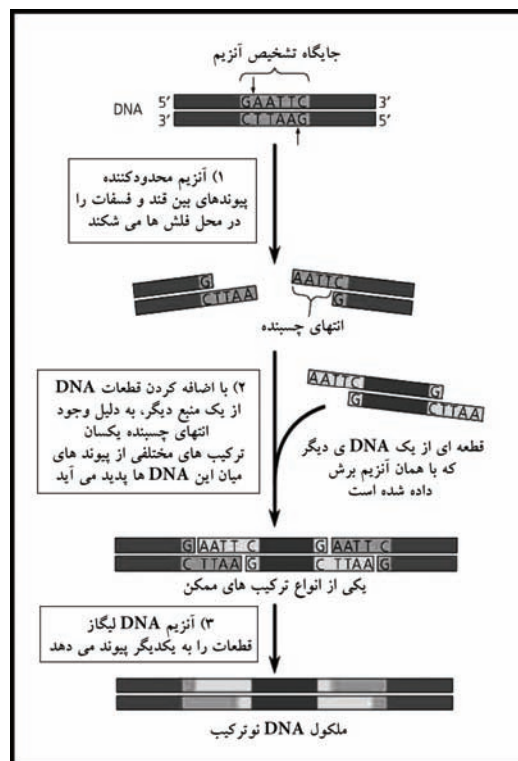 جایگاه تشخیص آنزیم
5′ GAATTC 3′
DNA
3′ CTTAAG 5′
۱) آنزیم محدودکننده
پیوندهای بین قند و فسفات را
در محل فلش ها می شکند
G AATTC
CTTAA G
انتهای چسبنده
۲) با اضافه کردن قطعات DNA
از یک منبع دیگر، به دلیل وجود
انتهای چسبنده یکسان
ترکیب های مختلفی از پیوند های
میان این DNA ها پدید می آید
AATTC G
G CTTAA
قطعه ای از یک DNA ی دیگر
که با همان آنزیم برش
داده شده است
G AATTC G AATTC
CTTAA G CTTAA G
یکی از انواع ترکیب های ممکن
۳) آنزیم DNA لیگاز
قطعات را به یکدیگر پیوند می دهد
ملکول DNA نوترکیب